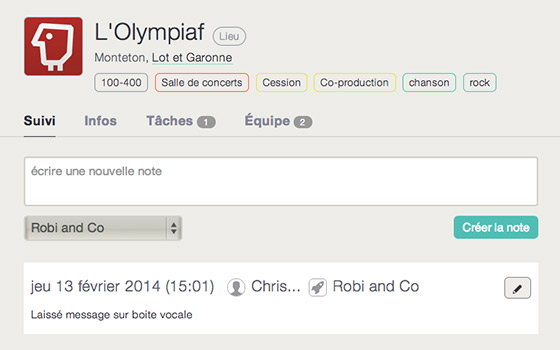 L'Olympiaf Lieu
Monteton, Lot et Garonne
100-400 Salle de concerts Cession Co-production chanson rock
Suivi Infos Tâches 1 Équipe 2
écrire une nouvelle note
Robi and Co Créer la note
jeu 13 février 2014 (15:01) Chris... Robi and Co
Laissé message sur boite vocale